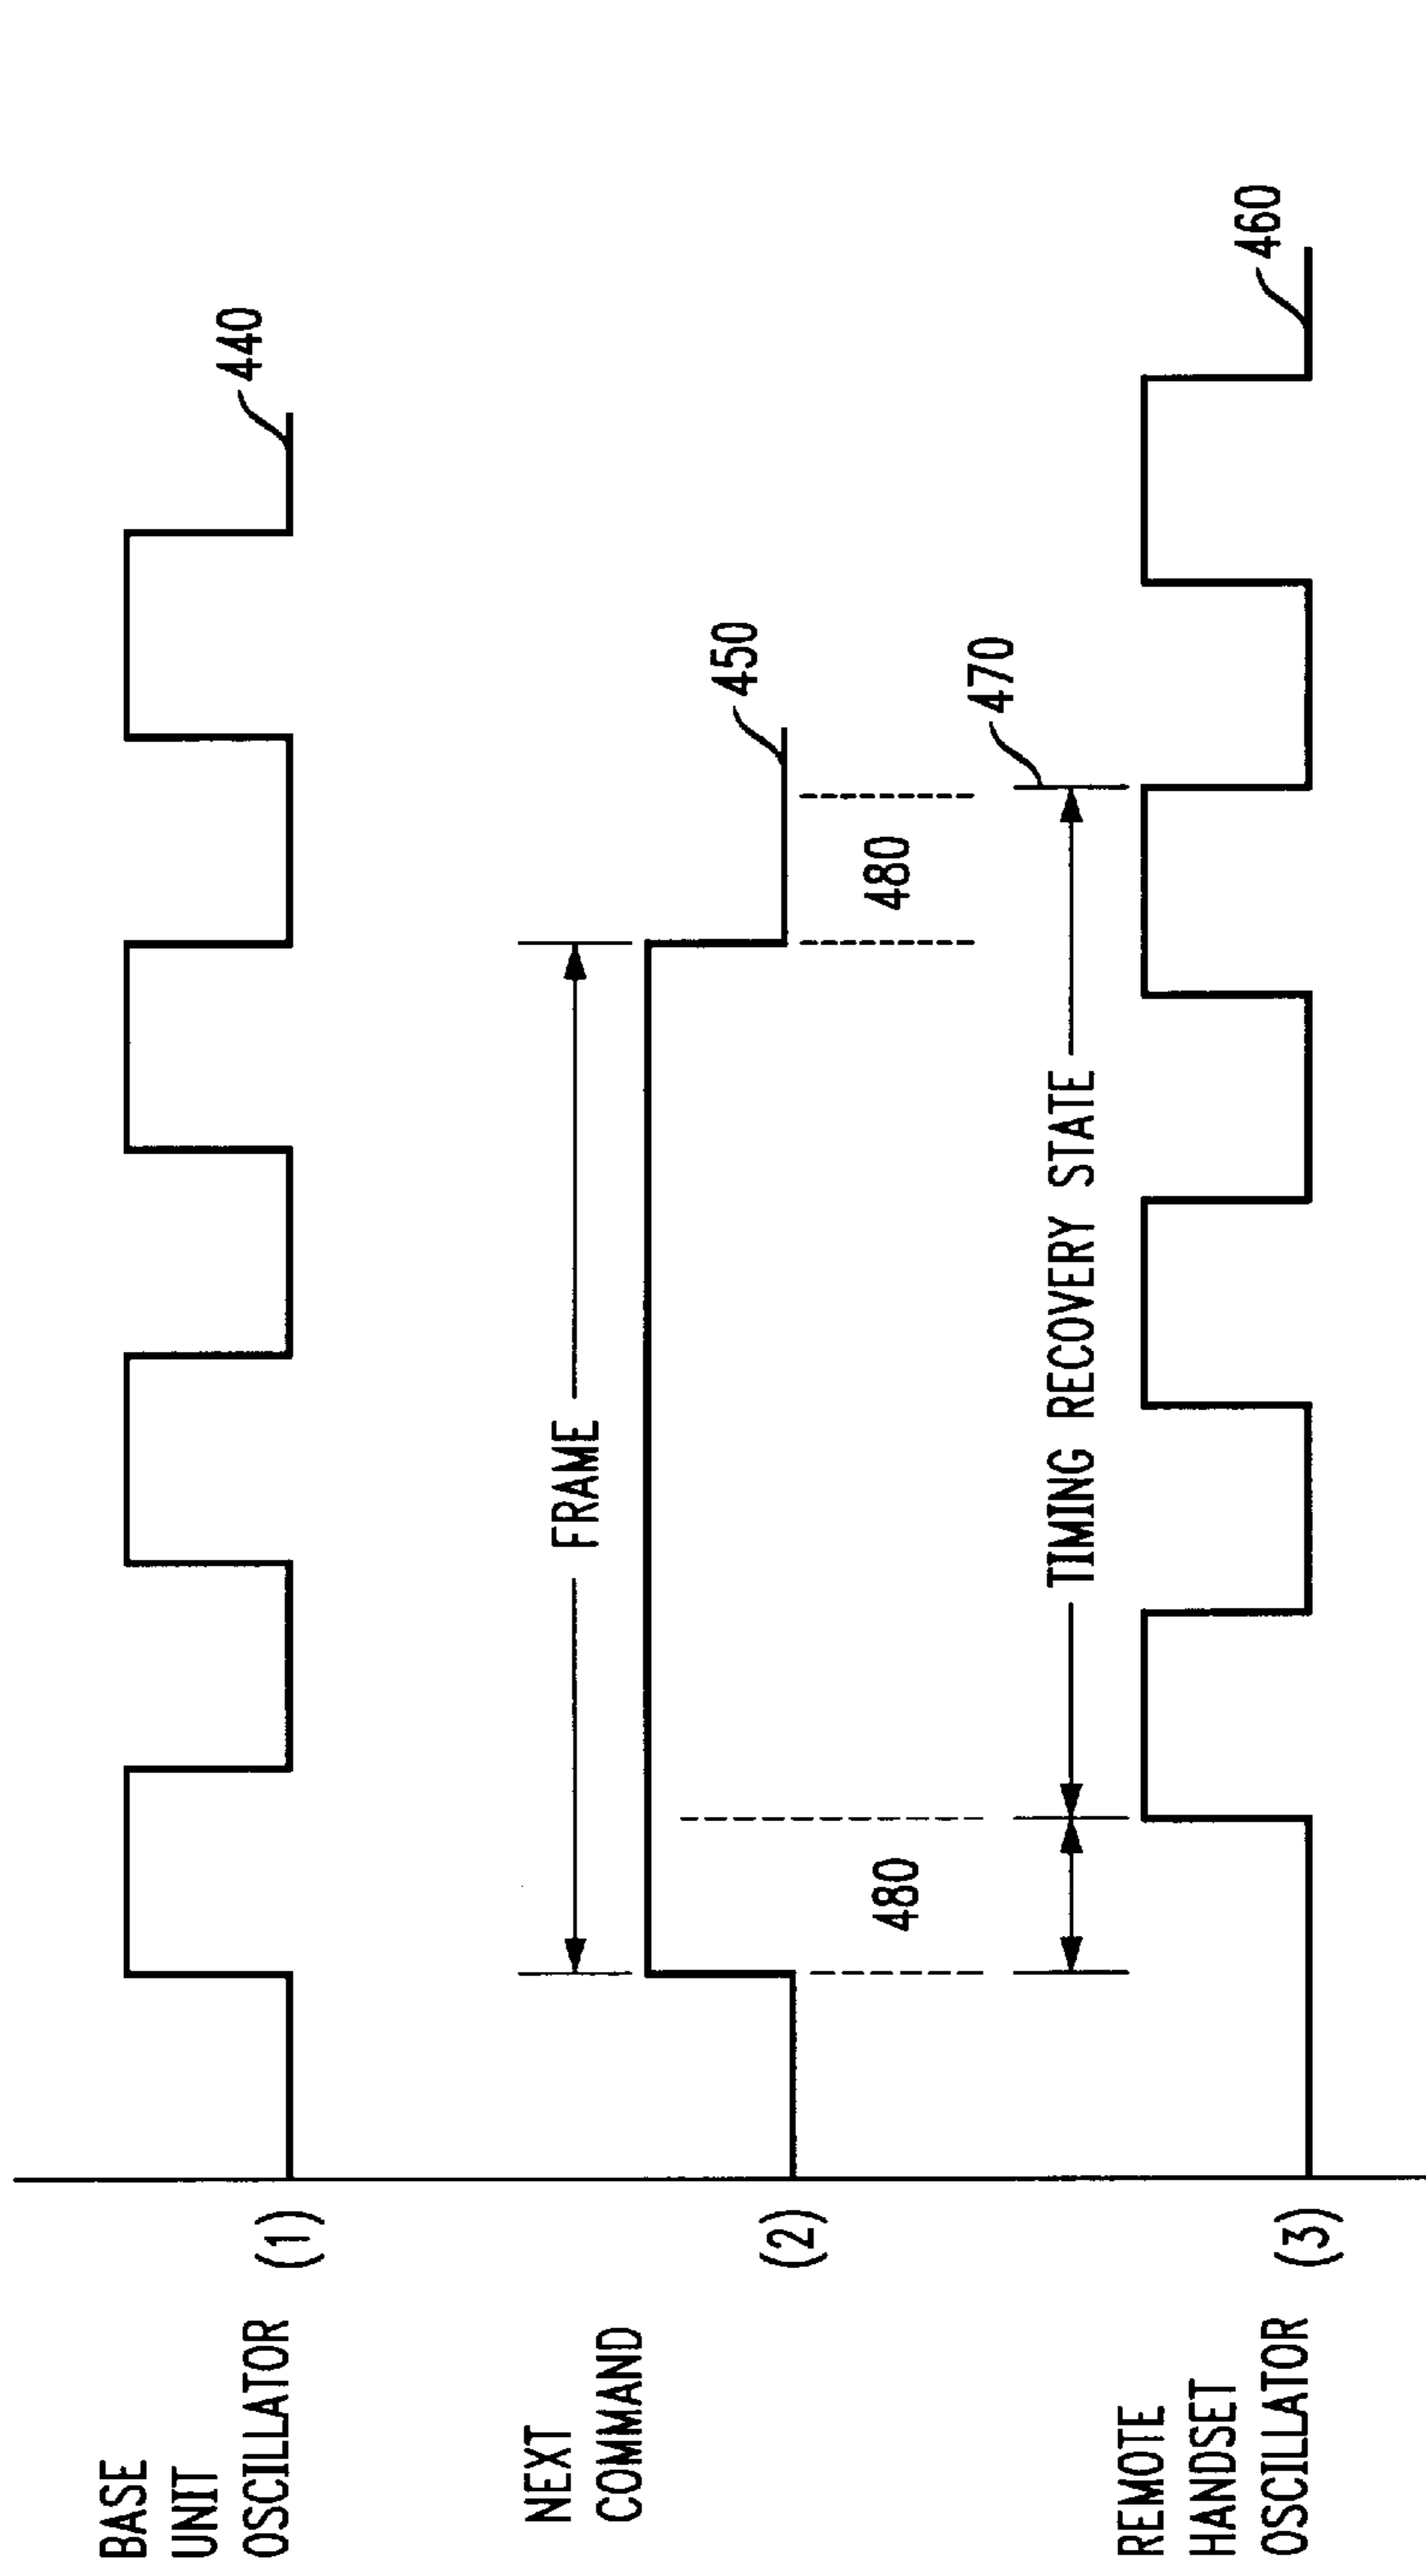 BASE
UNIT
OSCILLATOR (1)
440
NEXT
COMMAND
(2)
FRAME
450
480
480
470
TIMING RECOVERY STATE
REMOTE
HANDSET
OSCILLATOR (3)
460